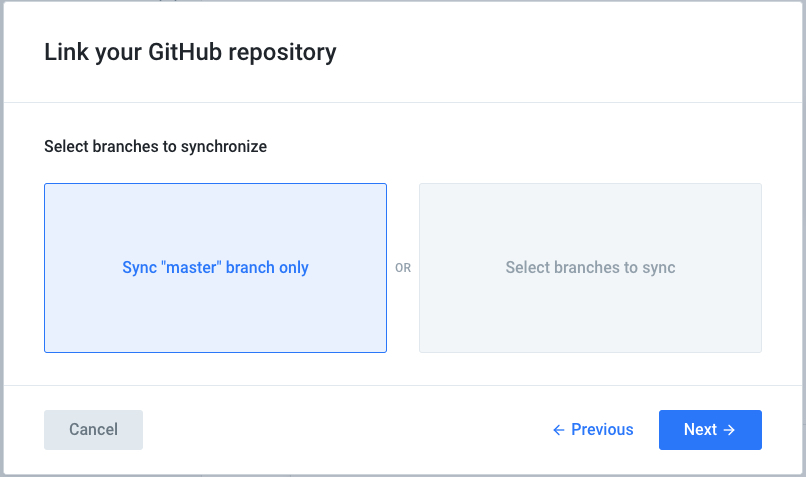 Link your GitHub repository
Select branches to synchronize
Sync "master" branch only
OR
Select branches to sync
Cancel
← Previous
Next →